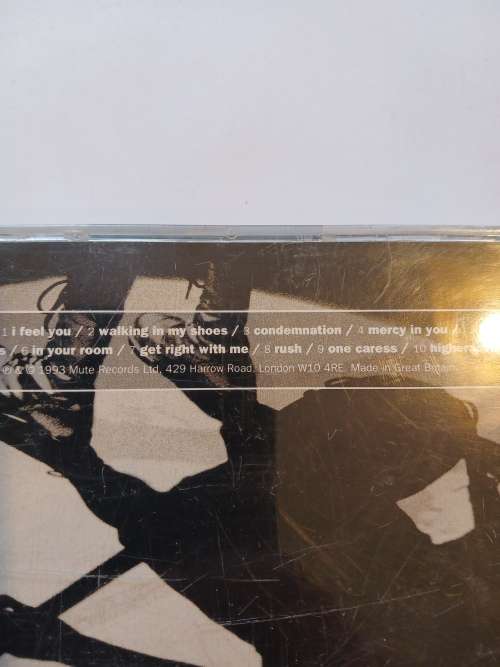 1 i feel you / 2 walking in my shoes / 3 condemnation / 4 mercy in you /
s / 6 in your room / 7 get right with me / 8 rush / 9 one caress / 10 higher
℗ & © 1993 Mute Records Ltd, 429 Harrow Road, London W10 4RE. Made in Great Britain.